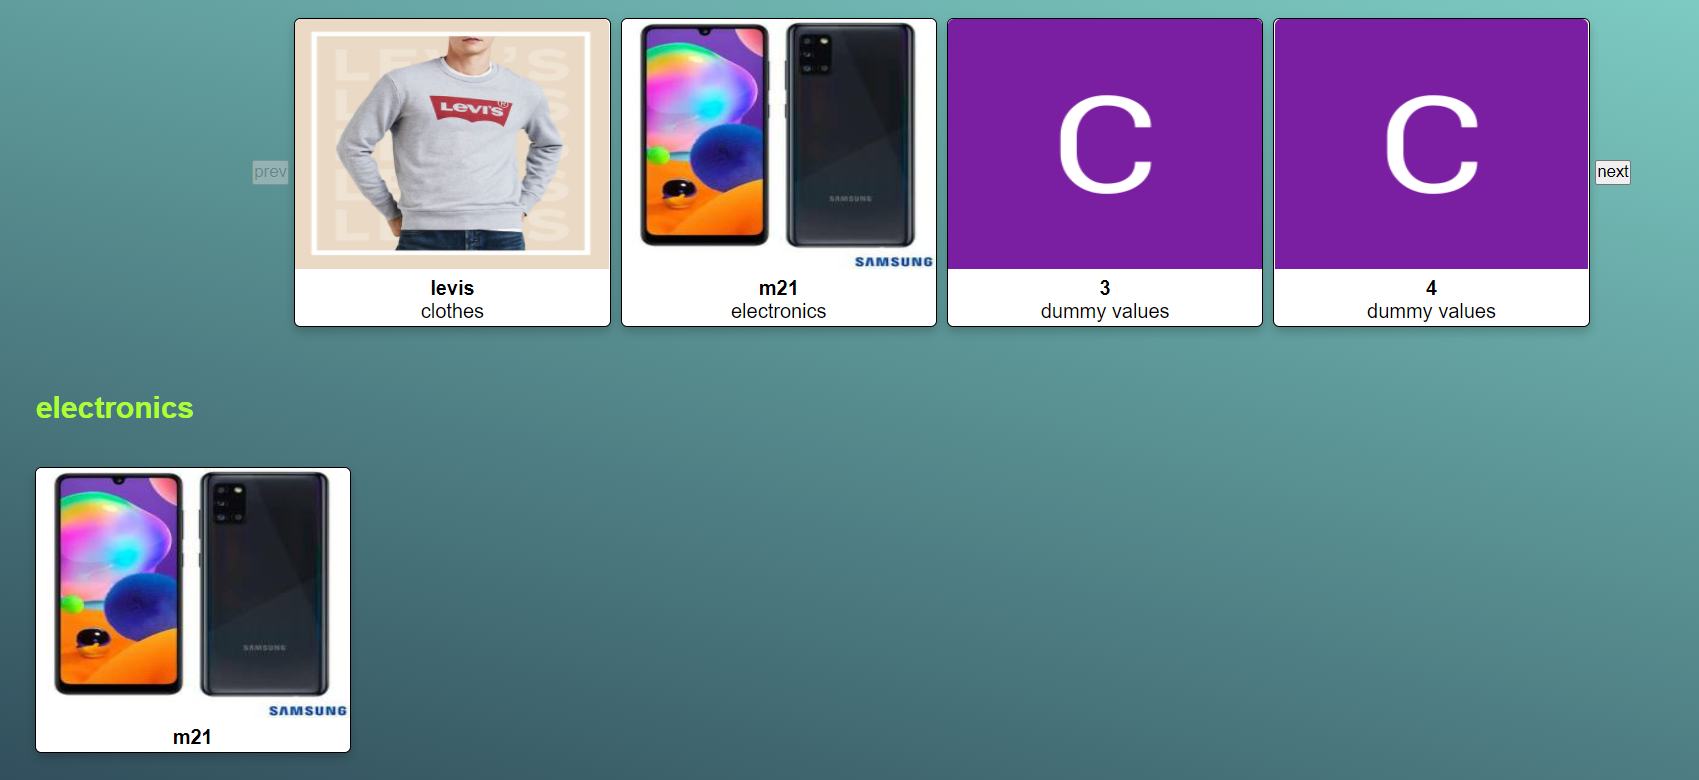 LEVI'S
Levi's®
SAMSUNG
SAMSUNG
C
C
prev
next
levis
clothes
m21
electronics
3
dummy values
4
dummy values
electronics
SAMSUNG
SAMSUNG
m21